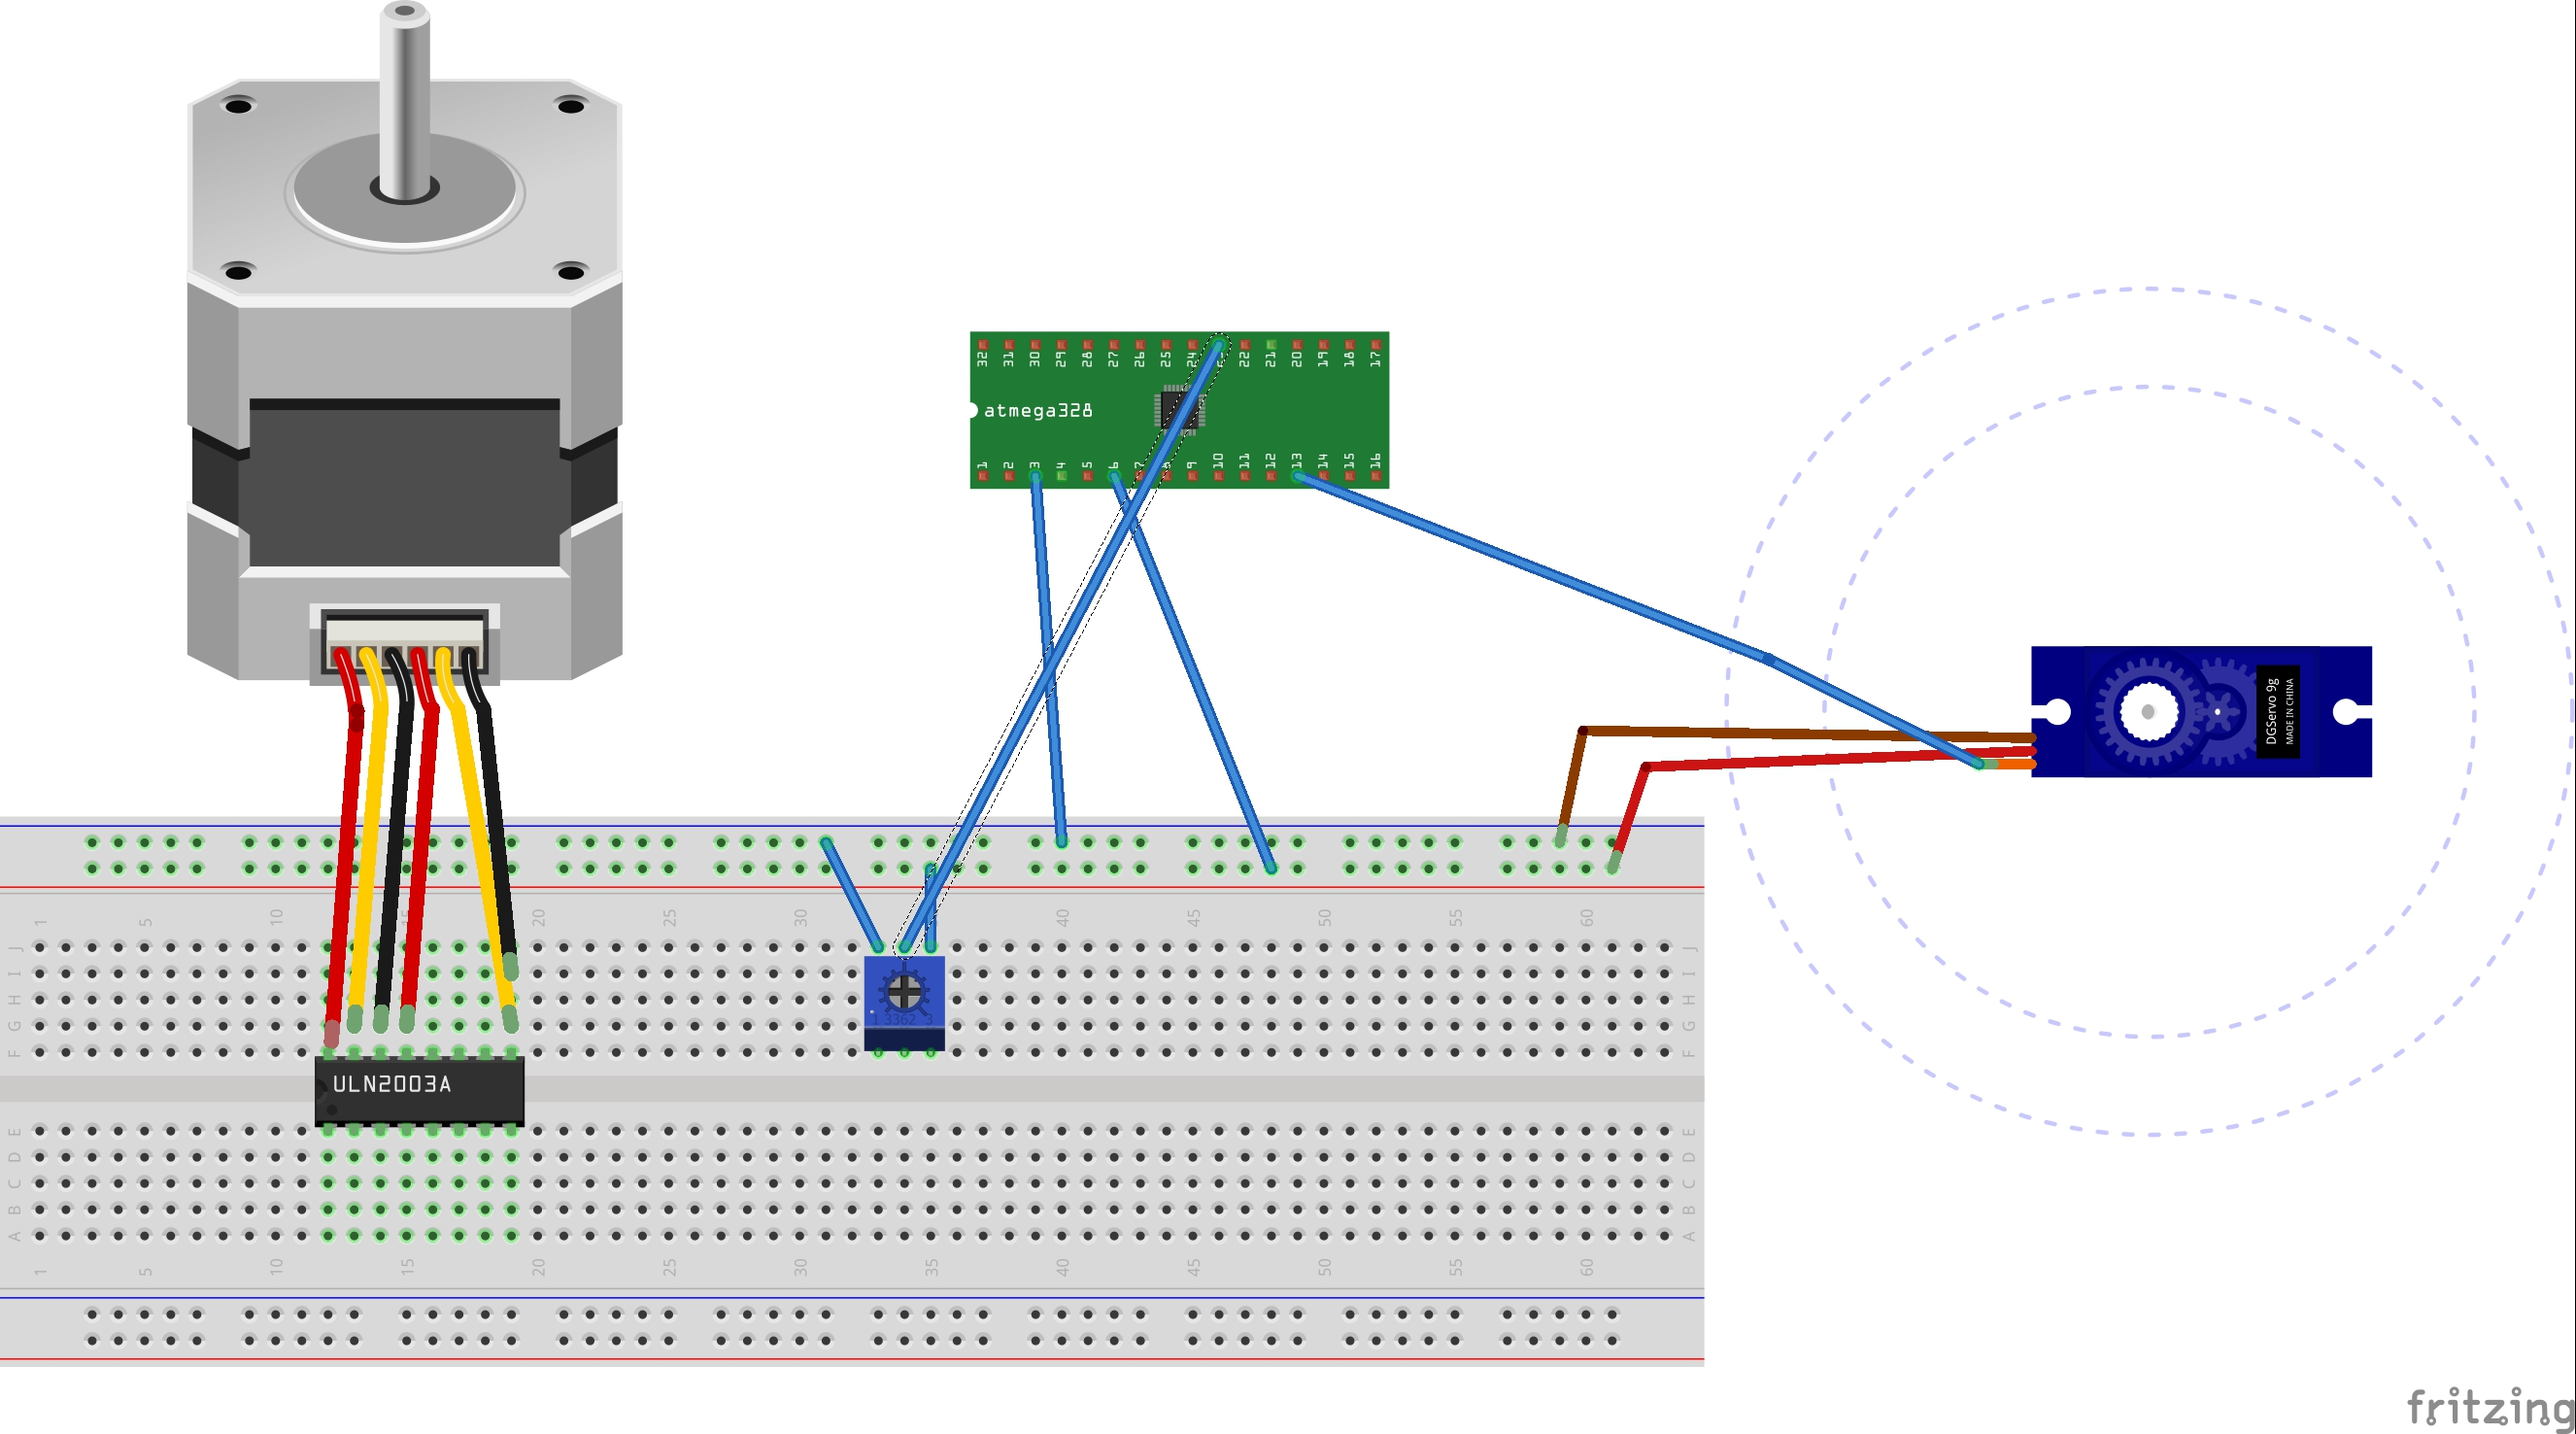 32 31 30 29 28 27 26 25 24 22 21 20 19 18 17
atmega328
1 2 3 4 5 6 9 10 11 12 13 14 15 16
DGServo 9g
MADE IN CHINA
1 5 10 20 25 30 40 45 50 55 60
J J
I I
H H
G G
F F
1 3362 3
ULN2003A
E E
D D
C C
B B
A A
1 5 10 15 20 25 30 35 40 45 50 55 60
fritzing